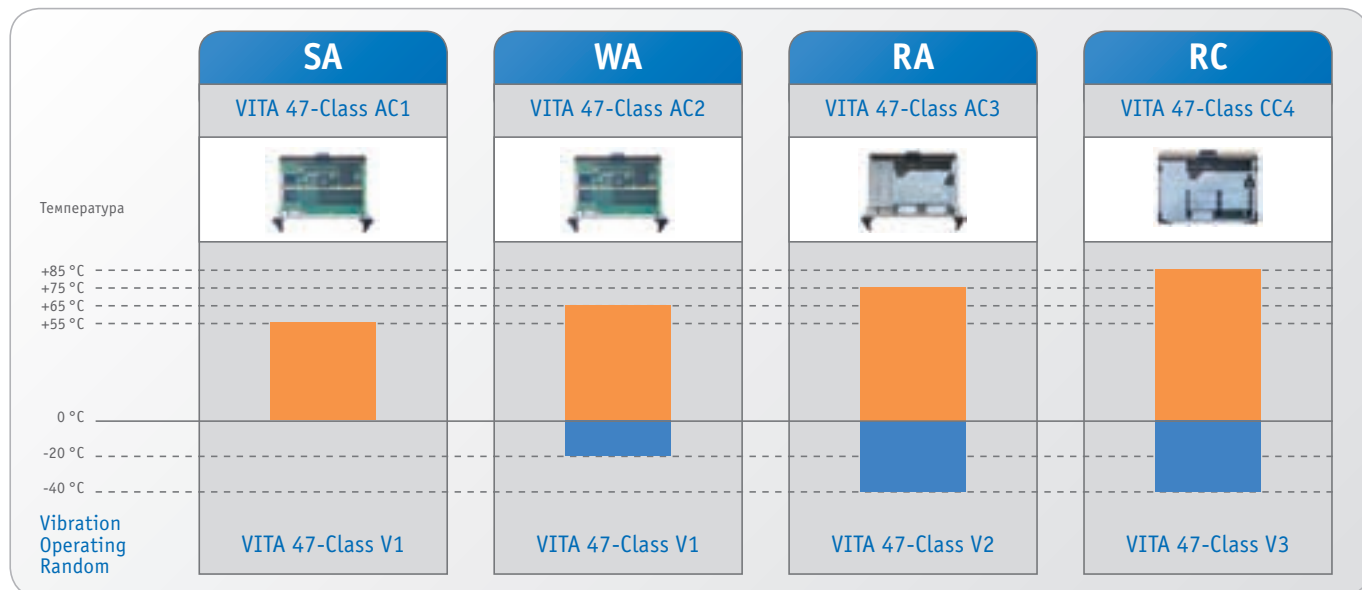 SA
WA
RA
RC
VITA 47-Class AC1
VITA 47-Class AC2
VITA 47-Class AC3
VITA 47-Class CC4
Температура
+85 °C
+75 °C
+65 °C
+55 °C
0 °C
-20 °C
-40 °C
Vibration
Operating
Random
VITA 47-Class V1
VITA 47-Class V1
VITA 47-Class V2
VITA 47-Class V3